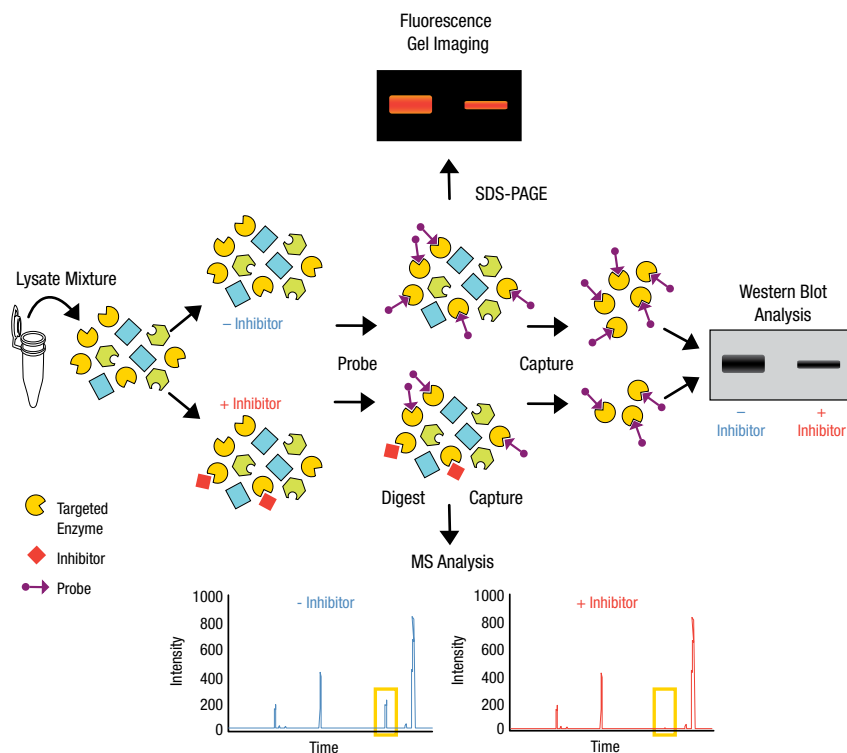 Fluorescence
Gel Imaging
SDS-PAGE
Lysate Mixture
– Inhibitor
Probe
Capture
Western Blot
Analysis
+ Inhibitor
–
Inhibitor
+
Inhibitor
Targeted
Enzyme
Inhibitor
Probe
Digest
Capture
MS Analysis
- Inhibitor
1000
800
600
400
200
0
Intensity
Time
+ Inhibitor
1000
800
600
400
200
0
Intensity
Time